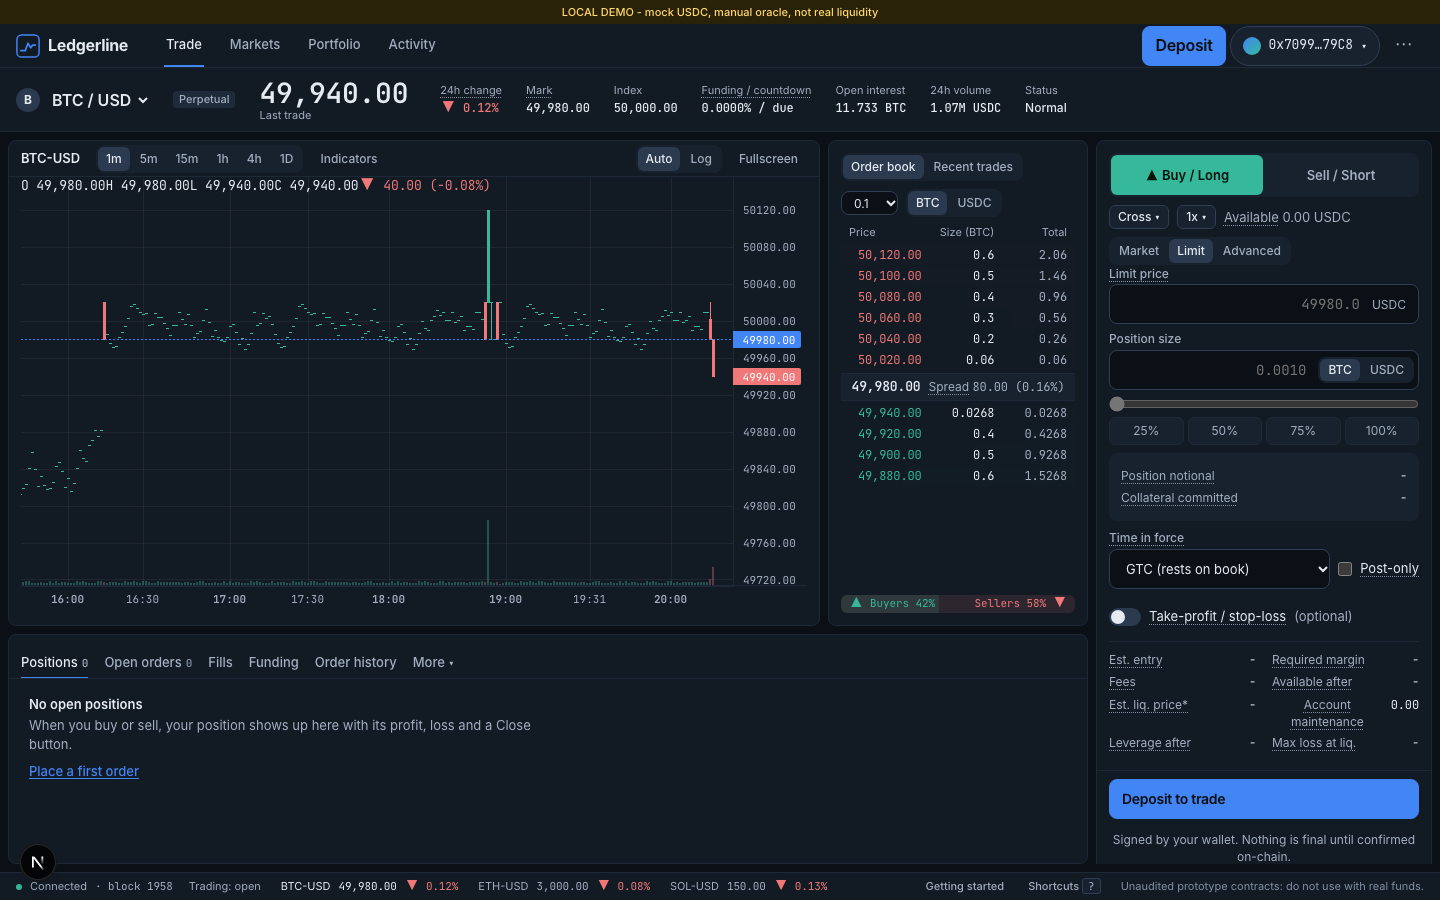 LOCAL DEMO - mock USDC, manual oracle, not real liquidity
Ledgerline Trade Markets Portfolio Activity Deposit 0x7099…79C8 ▾ ···
B BTC / USD Perpetual 49,940.00 Last trade
24h change ▼ 0.12%
Mark 49,980.00
Index 50,000.00
Funding / countdown 0.0000% / due
Open interest 11.733 BTC
24h volume 1.07M USDC
Status Normal
BTC-USD 1m 5m 15m 1h 4h 1D Indicators Auto Log Fullscreen
O 49,980.00H 49,980.00L 49,940.00C 49,940.00▼ 40.00 (-0.08%)
50120.00
50080.00
50040.00
50000.00
49980.00
49960.00
49940.00
49920.00
49880.00
49840.00
49800.00
49760.00
49720.00
16:00 16:30 17:00 17:30 18:00 19:00 19:31 20:00
Order book Recent trades
0.1 BTC USDC
Price Size (BTC) Total
50,120.00 0.6 2.06
50,100.00 0.5 1.46
50,080.00 0.4 0.96
50,060.00 0.3 0.56
50,040.00 0.2 0.26
50,020.00 0.06 0.06
49,980.00 Spread 80.00 (0.16%)
49,940.00 0.0268 0.0268
49,920.00 0.4 0.4268
49,900.00 0.5 0.9268
49,880.00 0.6 1.5268
▲ Buyers 42% Sellers 58% ▼
▲ Buy / Long Sell / Short
Cross ▾ 1x ▾ Available 0.00 USDC
Market Limit Advanced
Limit price
49980.0 USDC
Position size
0.0010 BTC USDC
25% 50% 75% 100%
Position notional -
Collateral committed -
Time in force
GTC (rests on book) Post-only
Take-profit / stop-loss (optional)
Est. entry - Required margin -
Fees - Available after -
Est. liq. price* - Account maintenance 0.00
Leverage after - Max loss at liq. -
Deposit to trade
Signed by your wallet. Nothing is final until confirmed
on-chain.
Positions 0 Open orders 0 Fills Funding Order history More ▾
No open positions
When you buy or sell, your position shows up here with its profit, loss and a Close
button.
Place a first order
N
Connected · block 1958 Trading: open BTC-USD 49,980.00 ▼ 0.12% ETH-USD 3,000.00 ▼ 0.08% SOL-USD 150.00 ▼ 0.13% Getting started Shortcuts ? Unaudited prototype contracts: do not use with real funds.